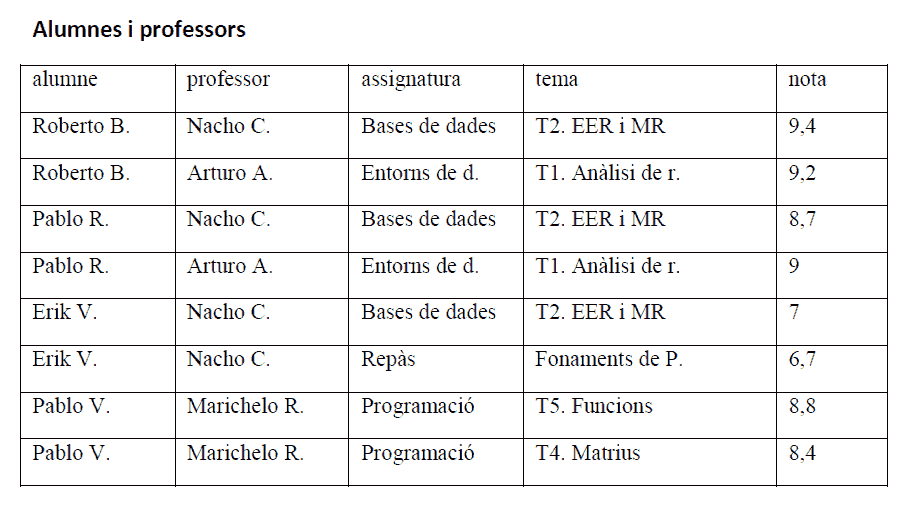 Alumnes i professors
alumne professor assignatura tema nota
Roberto B. Nacho C. Bases de dades T2. EER i MR 9,4
Roberto B. Arturo A. Entorns de d. T1. Anàlisi de r. 9,2
Pablo R. Nacho C. Bases de dades T2. EER i MR 8,7
Pablo R. Arturo A. Entorns de d. T1. Anàlisi de r. 9
Erik V. Nacho C. Bases de dades T2. EER i MR 7
Erik V. Nacho C. Repàs Fonaments de P. 6,7
Pablo V. Marichelo R. Programació T5. Funcions 8,8
Pablo V. Marichelo R. Programació T4. Matrius 8,4